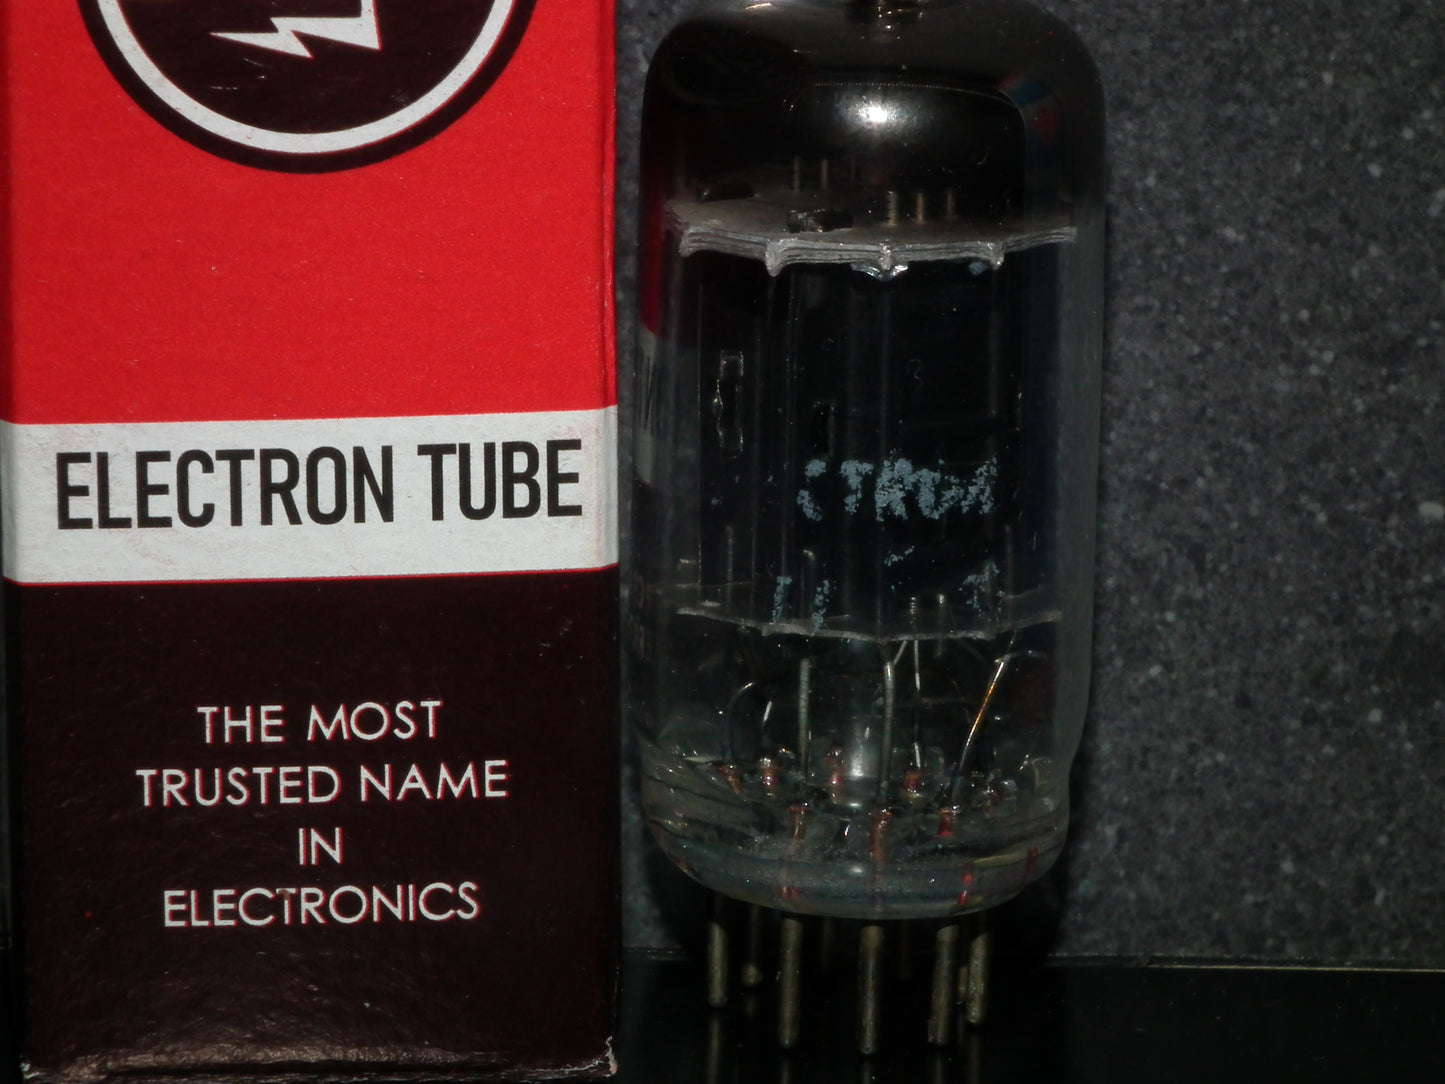 ELECTRON TUBE
THE MOST
TRUSTED NAME
IN
ELECTRONICS